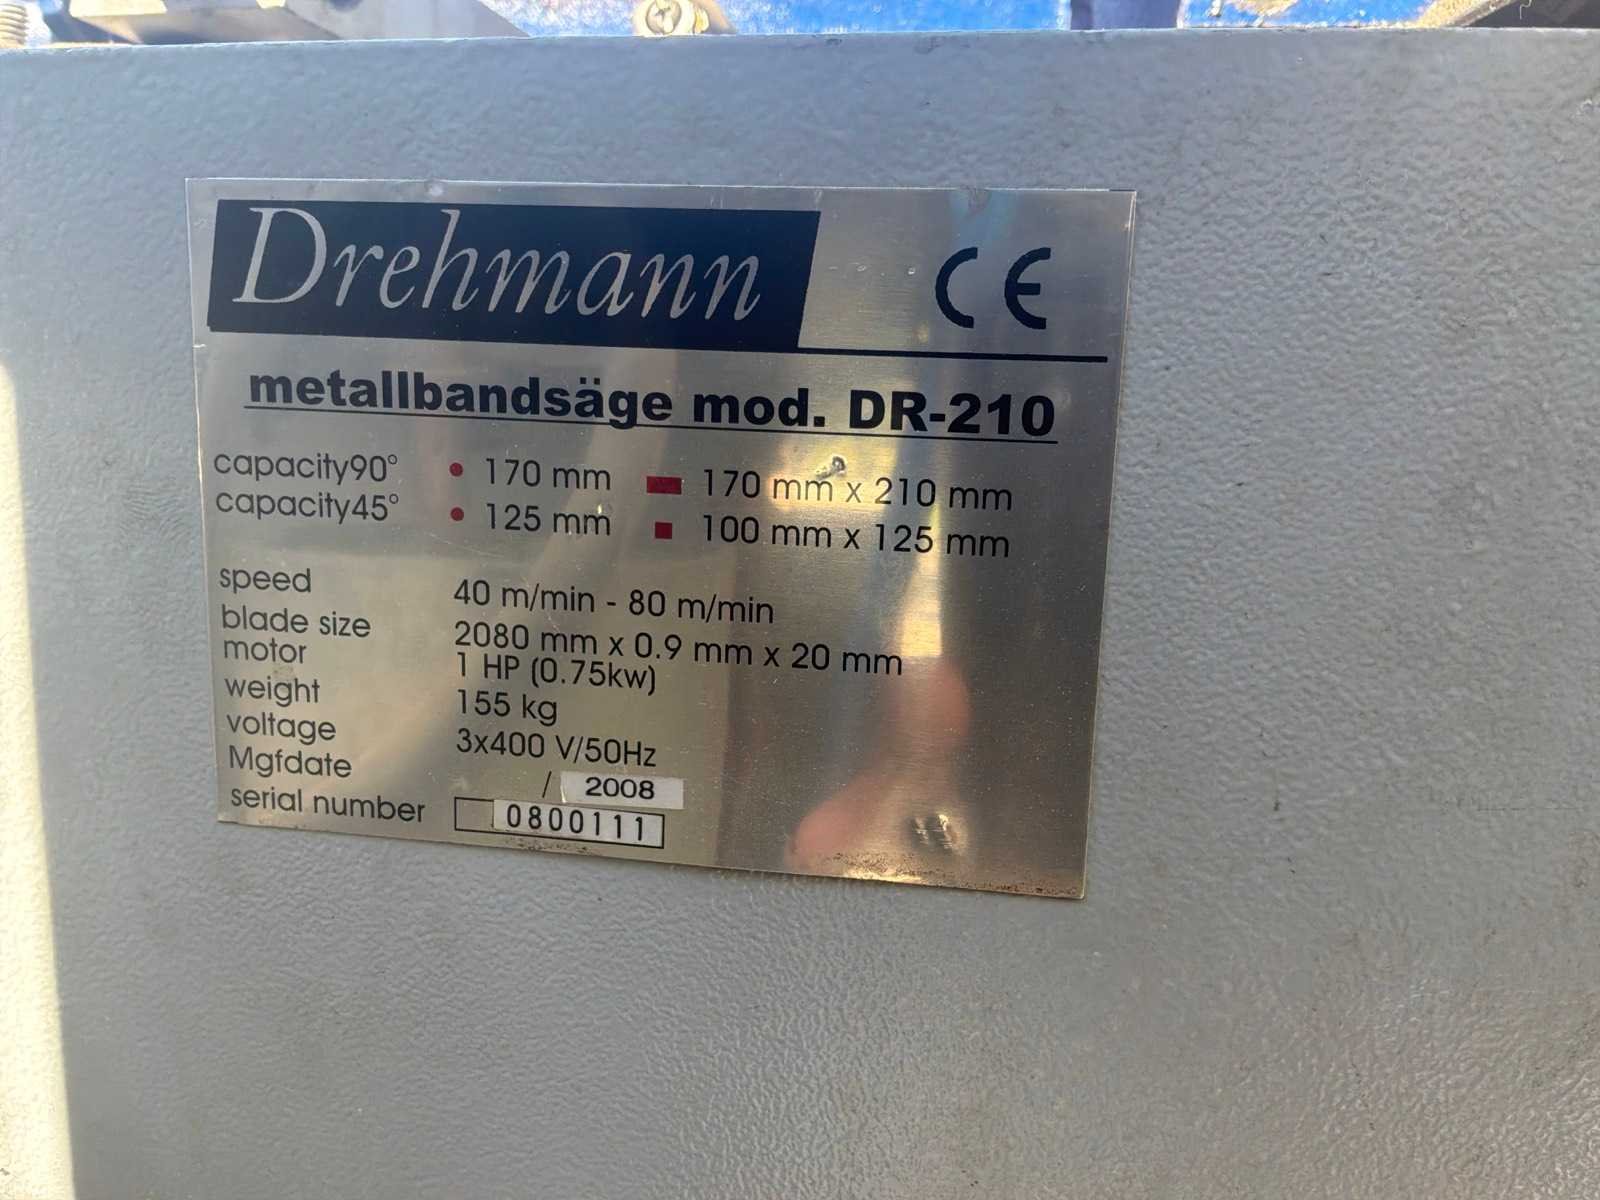 Drehmann CE
metallbandsäge mod. DR-210
capacity90° • 170 mm ▬ 170 mm x 210 mm
capacity45° • 125 mm ■ 100 mm x 125 mm
speed 40 m/min - 80 m/min
blade size 2080 mm x 0.9 mm x 20 mm
motor 1 HP (0.75kw)
weight 155 kg
voltage 3x400 V/50Hz
Mgfdate / 2008
serial number 0800111